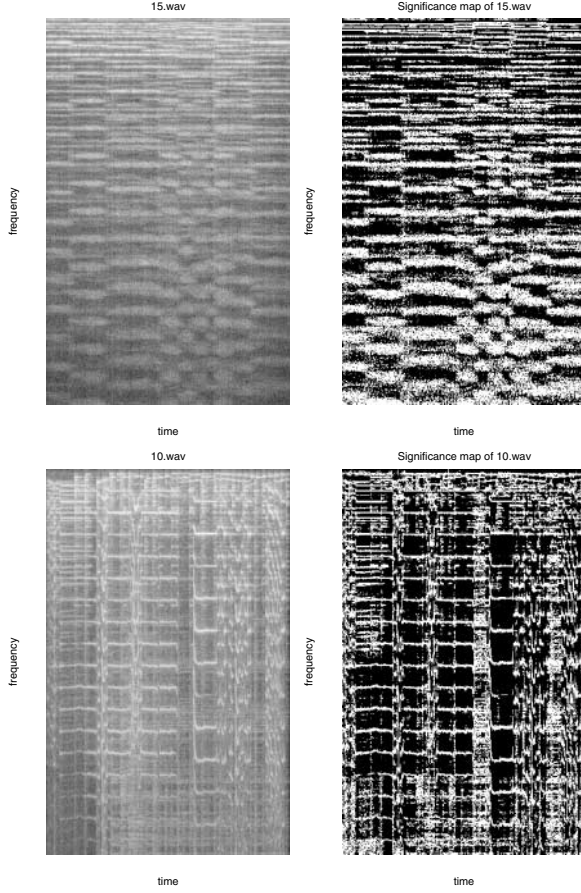 15.wav
Significance map of 15.wav
frequency
frequency
time
time
10.wav
Significance map of 10.wav
frequency
frequency
time
time